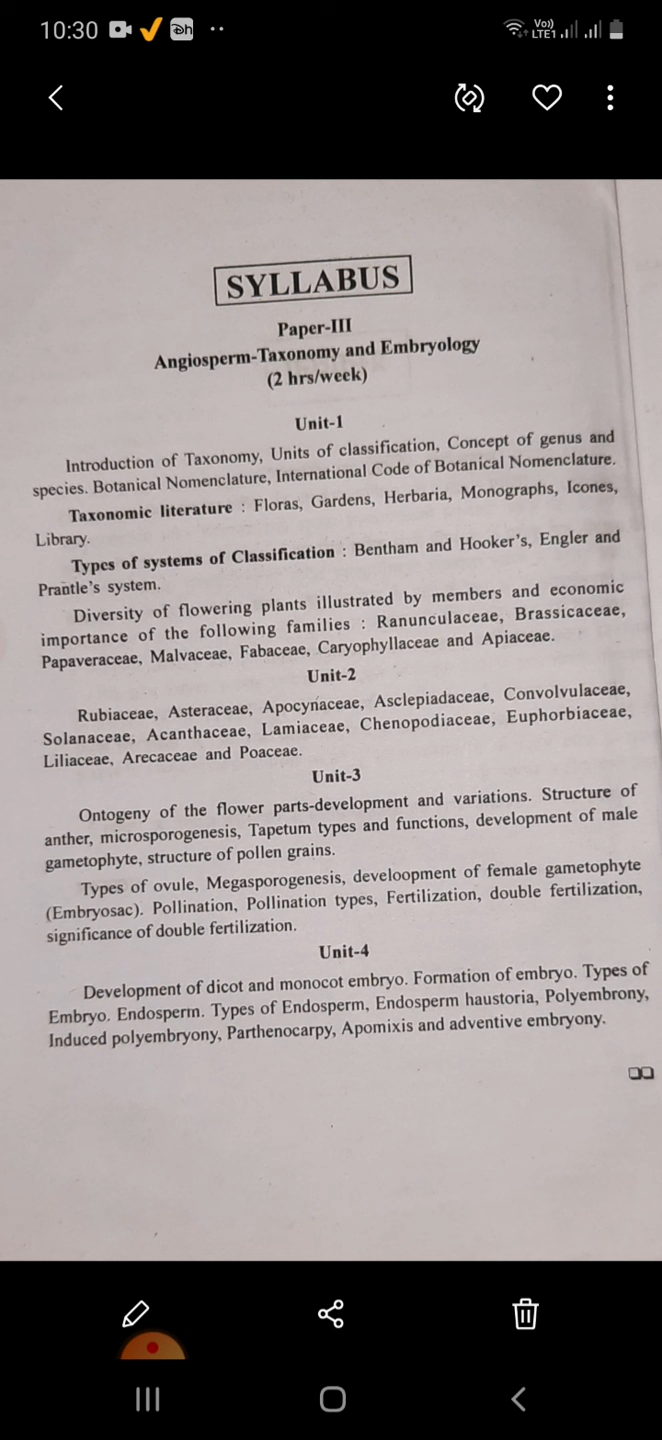 10:30
Vo))
LTE1
SYLLABUS
Paper-III
Angiosperm-Taxonomy and Embryology
(2 hrs/week)
Unit-1
Introduction of Taxonomy, Units of classification, Concept of genus and
species. Botanical Nomenclature, International Code of Botanical Nomenclature.
Taxonomic literature : Floras, Gardens, Herbaria, Monographs, Icones,
Library.
Types of systems of Classification : Bentham and Hooker's, Engler and
Prantle's system.
Diversity of flowering plants illustrated by members and economic
importance of the following families : Ranunculaceae, Brassicaceae,
Papaveraceae, Malvaceae, Fabaceae, Caryophyllaceae and Apiaceae.
Unit-2
Rubiaceae, Asteraceae, Apocynaceae, Asclepiadaceae, Convolvulaceae,
Solanaceae, Acanthaceae, Lamiaceae, Chenopodiaceae, Euphorbiaceae,
Liliaceae, Arecaceae and Poaceae.
Unit-3
Ontogeny of the flower parts-development and variations. Structure of
anther, microsporogenesis, Tapetum types and functions, development of male
gametophyte, structure of pollen grains.
Types of ovule, Megasporogenesis, develoopment of female gametophyte
(Embryosac). Pollination, Pollination types, Fertilization, double fertilization,
significance of double fertilization.
Unit-4
Development of dicot and monocot embryo. Formation of embryo. Types of
Embryo. Endosperm. Types of Endosperm, Endosperm haustoria, Polyembrony,
Induced polyembryony, Parthenocarpy, Apomixis and adventive embryony.